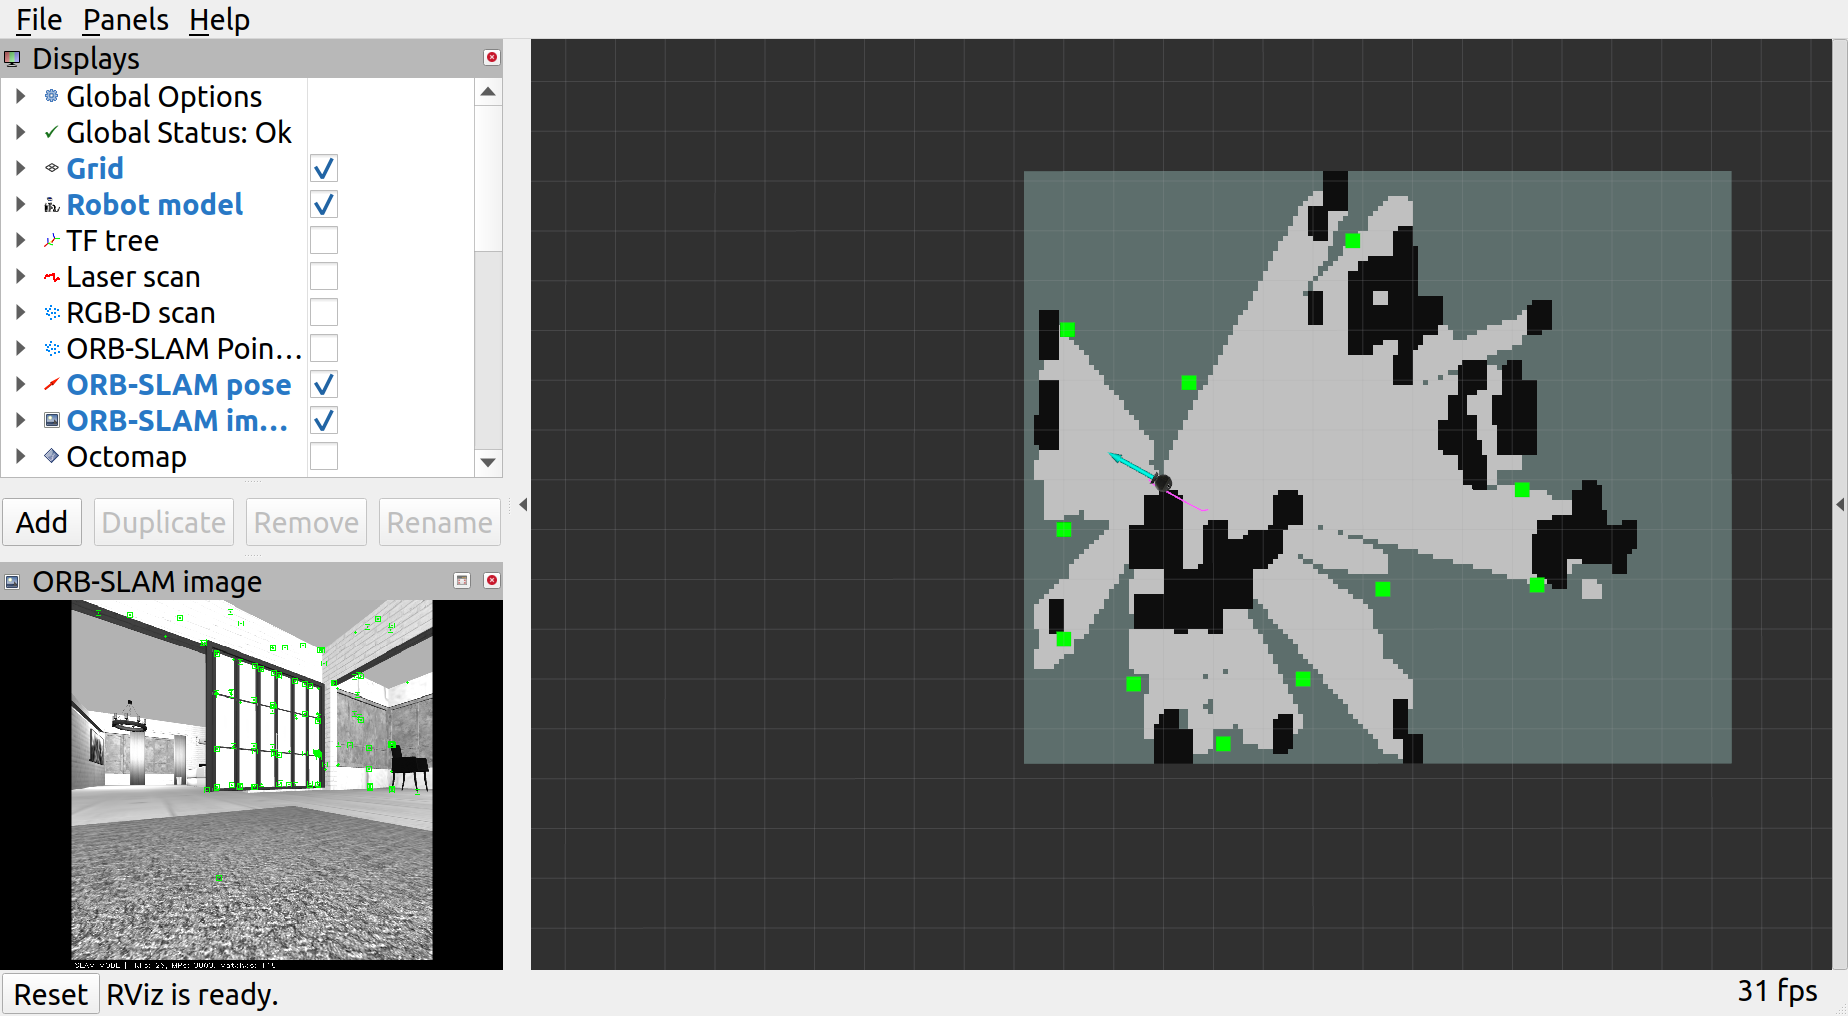 File Panels Help
Displays
Global Options
Global Status: Ok
Grid
Robot model
TF tree
Laser scan
RGB-D scan
ORB-SLAM Poin...
ORB-SLAM pose
ORB-SLAM im...
Octomap
Add Duplicate Remove Rename
ORB-SLAM image
SLAM MODE |
Reset RViz is ready.
31 fps